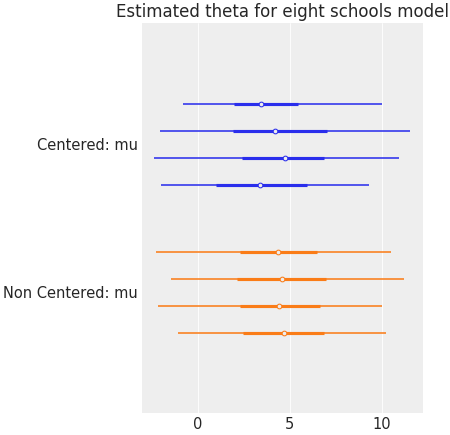 Estimated theta for eight schools model
Centered: mu
Non Centered: mu
0 5 10